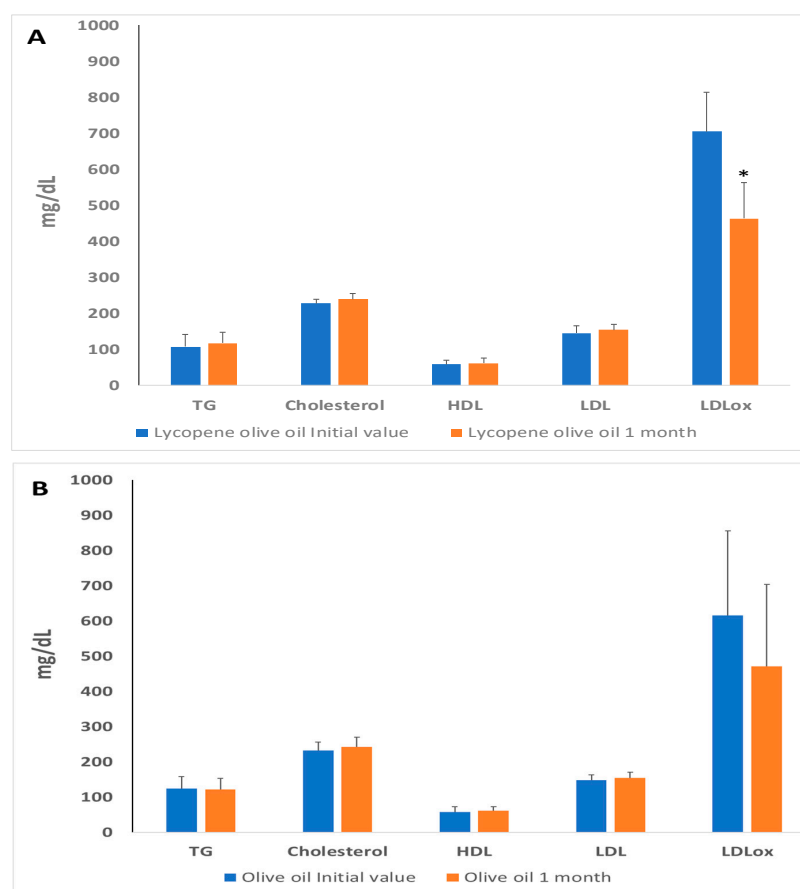 A
1000
900
800
700
600
500
400
300
200
100
0
mg/dL
*
TG Cholesterol HDL LDL LDLox
Lycopene olive oil Initial value Lycopene olive oil 1 month
B
1000
900
800
700
600
500
400
300
200
100
0
mg/dL
TG Cholesterol HDL LDL LDLox
Olive oil Initial value Olive oil 1 month